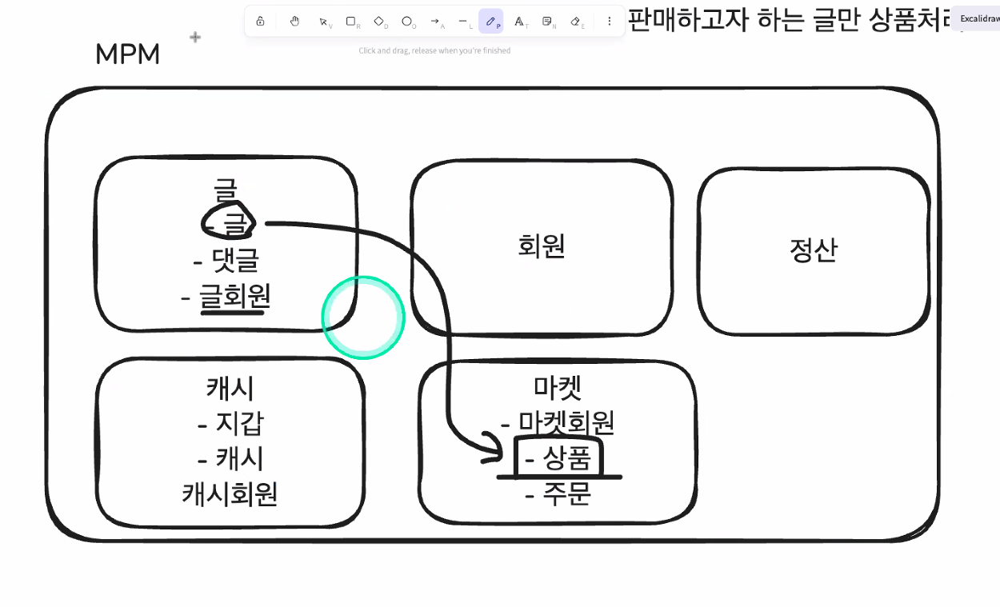 판매하고자 하는 글만 상품처리
Excalidraw
V
R
D
O
A
L
P
T
N
E
Click and drag, release when you're finished
MPM
글
- 글
- 댓글
- 글회원
회원
정산
캐시
- 지갑
- 캐시
캐시회원
마켓
- 마켓회원
- 상품
- 주문